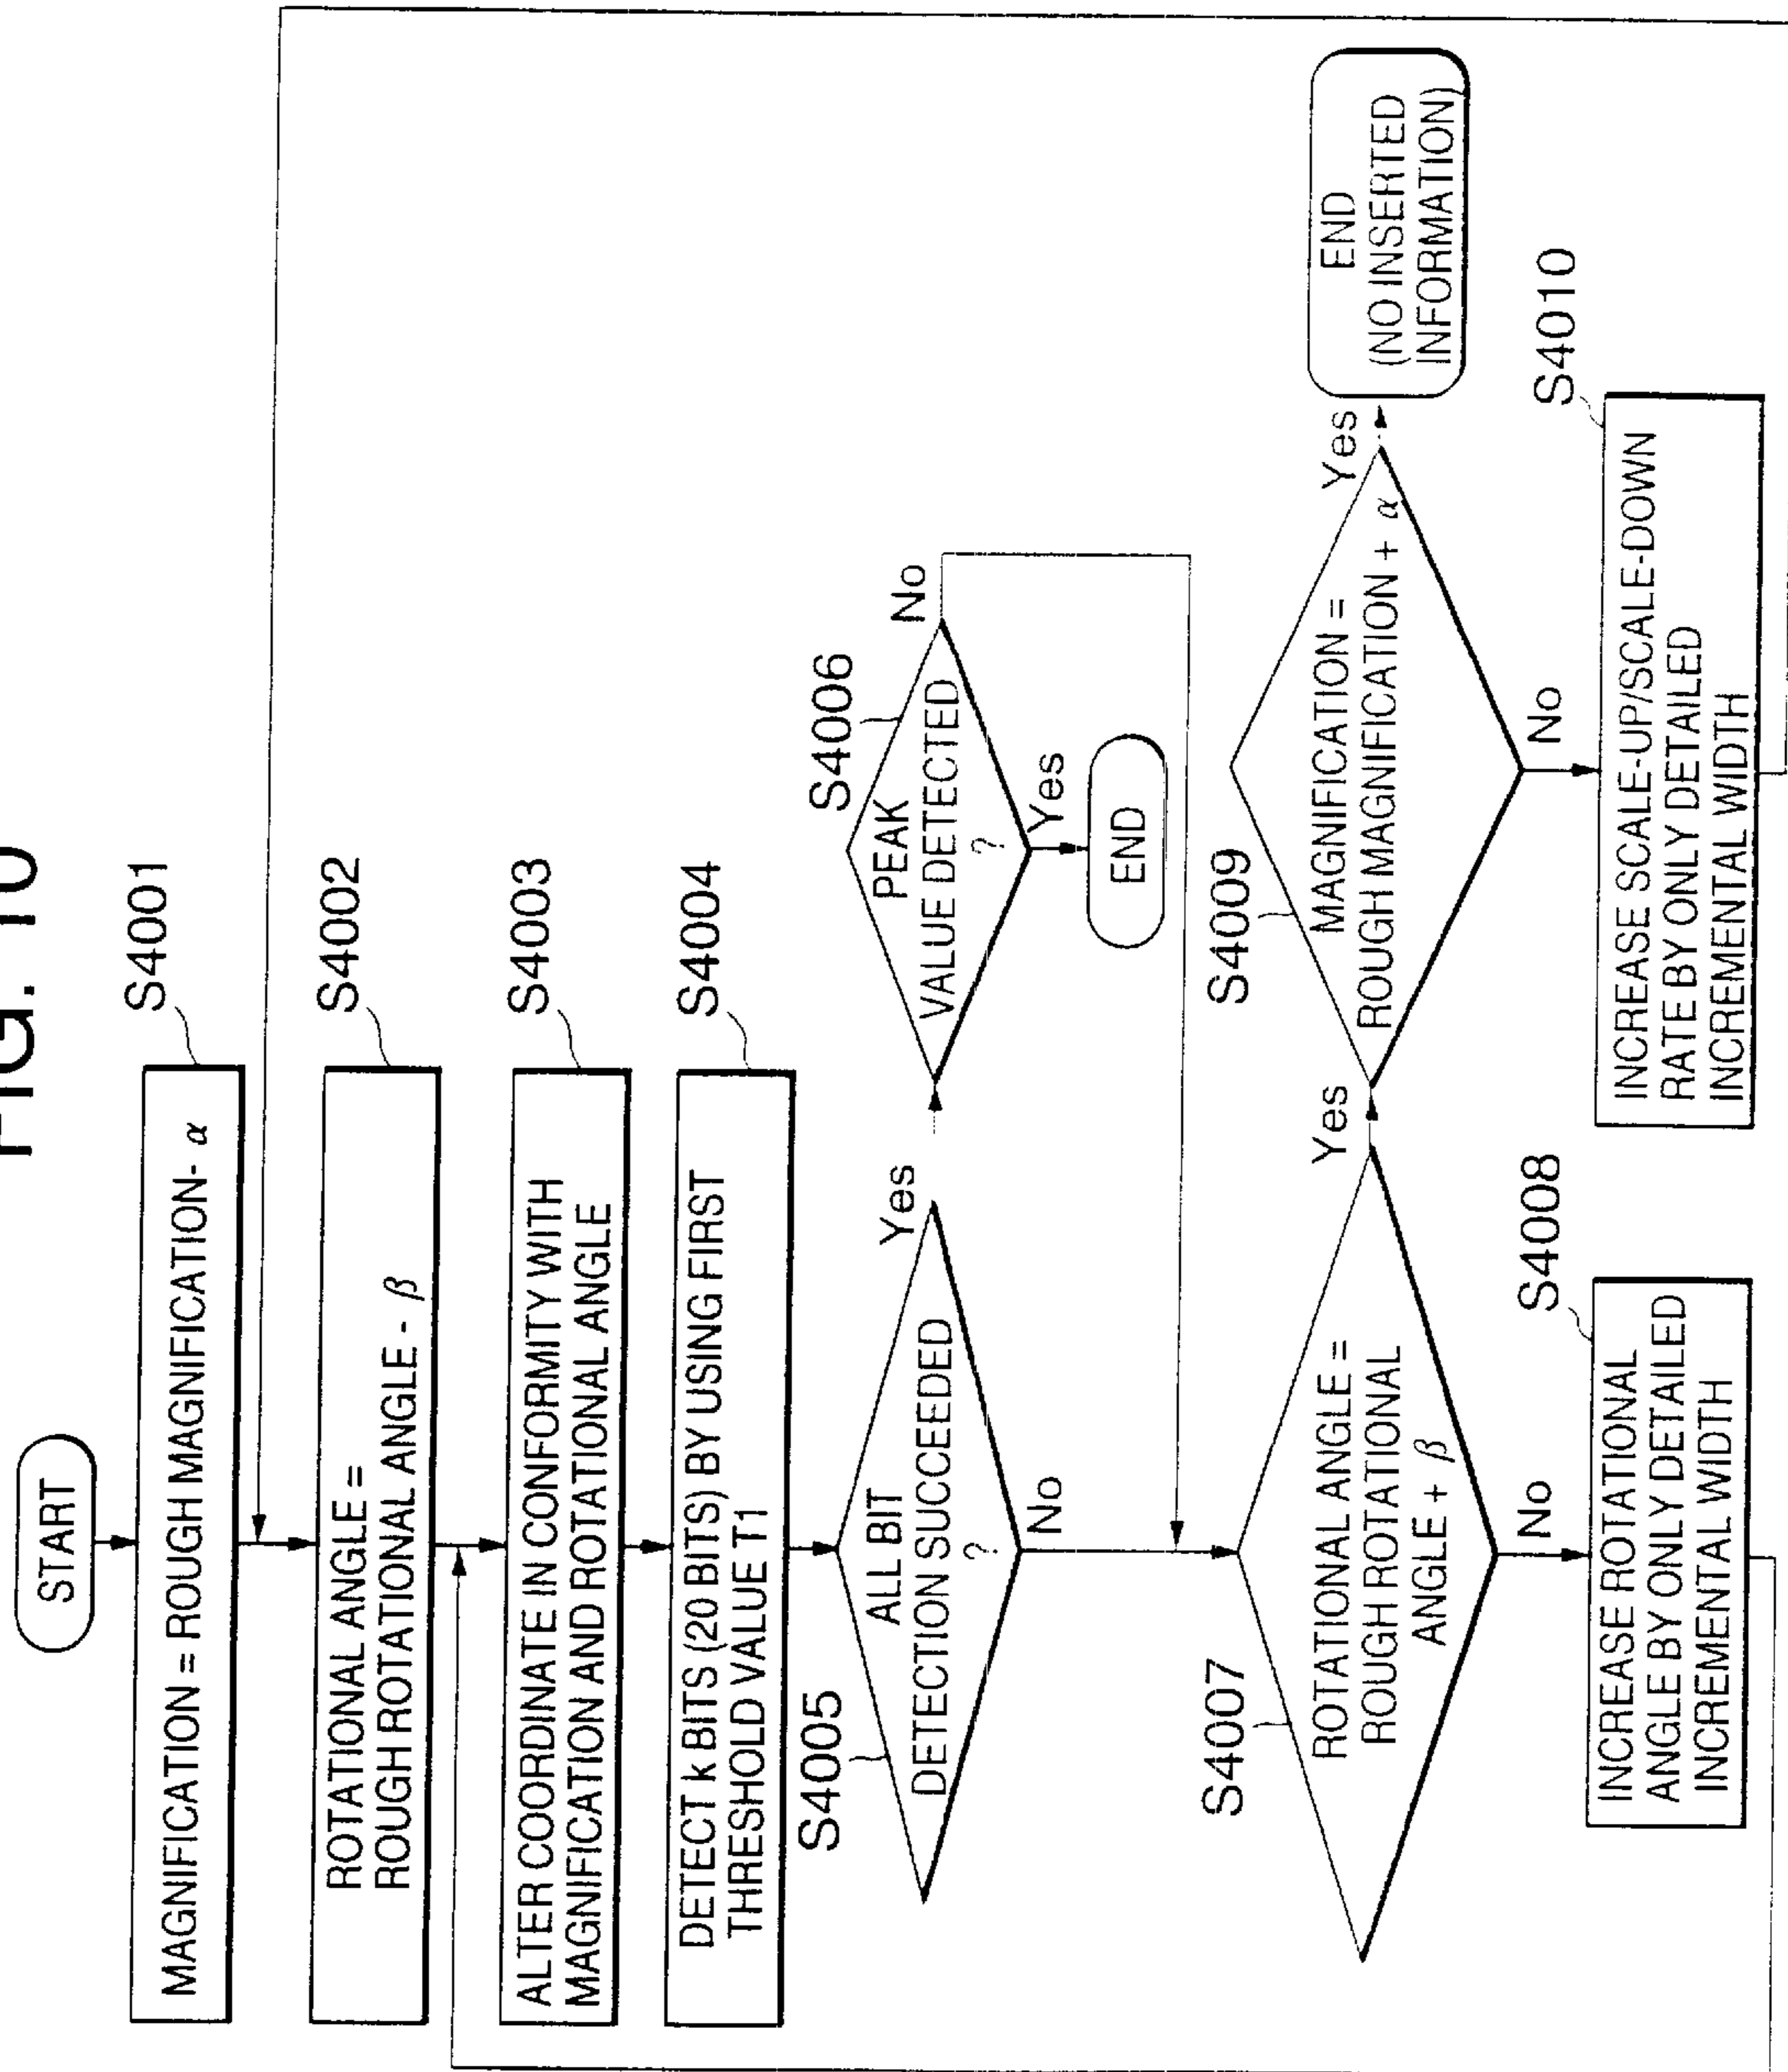 FIG. 10
START
S4001
MAGNIFICATION = ROUGH MAGNIFICATION- α
S4002
ROTATIONAL ANGLE =
ROUGH ROTATIONAL ANGLE - β
S4003
ALTER COORDINATE IN CONFORMITY WITH
MAGNIFICATION AND ROTATIONAL ANGLE
S4004
DETECT k BITS (20 BITS) BY USING FIRST
THRESHOLD VALUE T1
S4005
ALL BIT
DETECTION SUCCEEDED
?
Yes
No
S4006
PEAK
VALUE DETECTED
?
No
Yes
END
S4007
ROTATIONAL ANGLE =
ROUGH ROTATIONAL
ANGLE + β
Yes
No
S4008
INCREASE ROTATIONAL
ANGLE BY ONLY DETAILED
INCREMENTAL WIDTH
S4009
MAGNIFICATION =
ROUGH MAGNIFICATION + α
Yes
No
END
(NO INSERTED
INFORMATION)
S4010
INCREASE SCALE-UP/SCALE-DOWN
RATE BY ONLY DETAILED
INCREMENTAL WIDTH